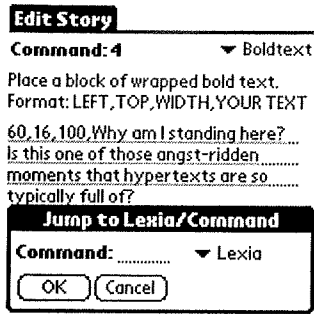 Edit Story
Command: 4 Boldtext
Place a block of wrapped bold text.
Format: LEFT,TOP,WIDTH,YOUR TEXT
60,16,100,Why am I standing here?
Is this one of those angst-ridden
moments that hypertexts are so
typically full of?
Jump to Lexia/Command
Command: Lexia
OK Cancel